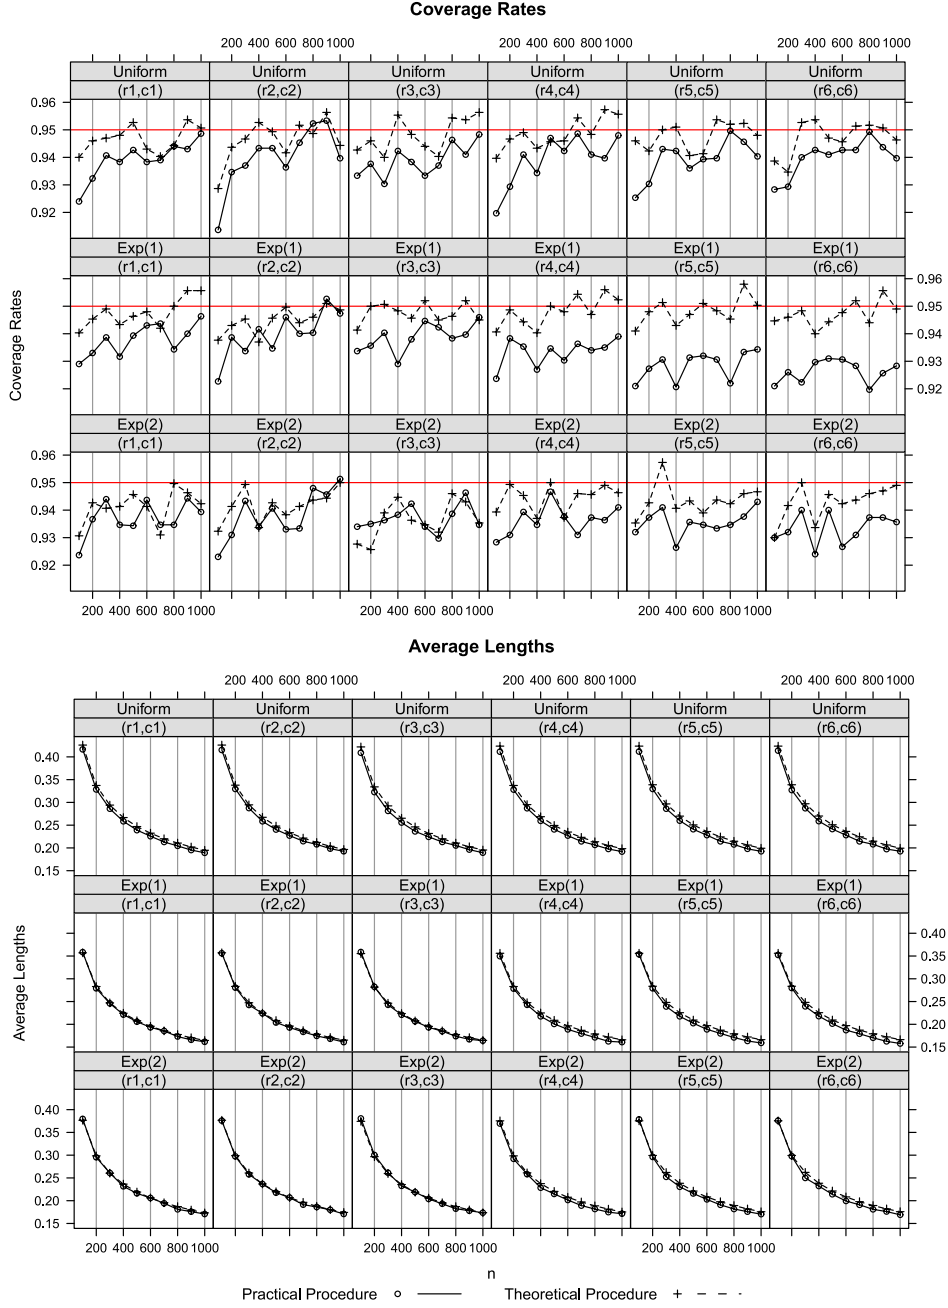 Coverage Rates
200 400 600 800 1000 200 400 600 800 1000 200 400 600 800 1000
Uniform Uniform Uniform Uniform Uniform Uniform
(r1,c1) (r2,c2) (r3,c3) (r4,c4) (r5,c5) (r6,c6)
0.96
0.95
0.94
0.93
0.92
Exp(1) Exp(1) Exp(1) Exp(1) Exp(1) Exp(1)
(r1,c1) (r2,c2) (r3,c3) (r4,c4) (r5,c5) (r6,c6)
0.96
0.95
0.94
0.93
0.92
Coverage Rates
Exp(2) Exp(2) Exp(2) Exp(2) Exp(2) Exp(2)
(r1,c1) (r2,c2) (r3,c3) (r4,c4) (r5,c5) (r6,c6)
0.96
0.95
0.94
0.93
0.92
200 400 600 800 1000 200 400 600 800 1000 200 400 600 800 1000
Average Lengths
200 400 600 800 1000 200 400 600 800 1000 200 400 600 800 1000
Uniform Uniform Uniform Uniform Uniform Uniform
(r1,c1) (r2,c2) (r3,c3) (r4,c4) (r5,c5) (r6,c6)
0.40
0.35
0.30
0.25
0.20
0.15
Exp(1) Exp(1) Exp(1) Exp(1) Exp(1) Exp(1)
(r1,c1) (r2,c2) (r3,c3) (r4,c4) (r5,c5) (r6,c6)
0.40
0.35
0.30
0.25
0.20
0.15
Average Lengths
Exp(2) Exp(2) Exp(2) Exp(2) Exp(2) Exp(2)
(r1,c1) (r2,c2) (r3,c3) (r4,c4) (r5,c5) (r6,c6)
0.40
0.35
0.30
0.25
0.20
0.15
200 400 600 800 1000 200 400 600 800 1000 200 400 600 800 1000
n
Practical Procedure Theoretical Procedure